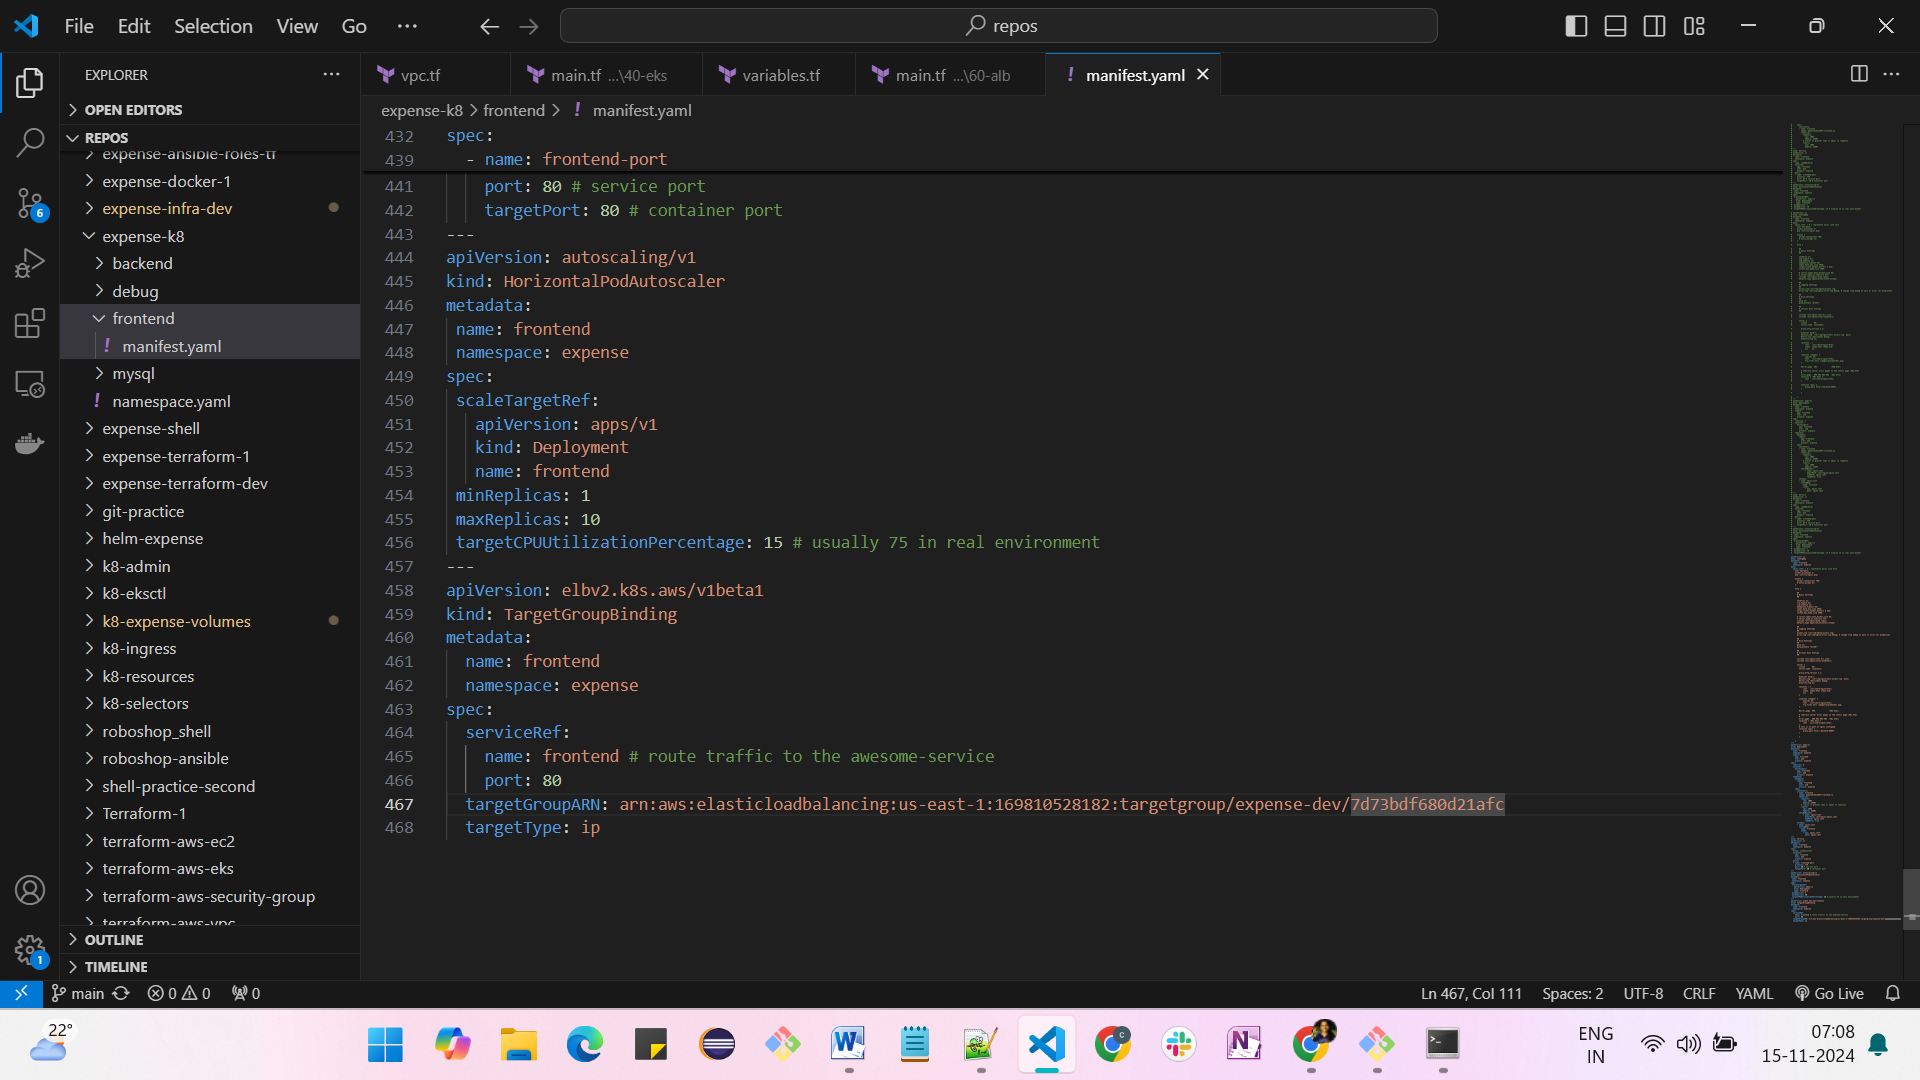 File Edit Selection View Go ...
repos
EXPLORER
OPEN EDITORS
REPOS
expense-ansible-roles-tf
expense-docker-1
expense-infra-dev
expense-k8
backend
debug
frontend
! manifest.yaml
mysql
! namespace.yaml
expense-shell
expense-terraform-1
expense-terraform-dev
git-practice
helm-expense
k8-admin
k8-eksctl
k8-expense-volumes
k8-ingress
k8-resources
k8-selectors
roboshop_shell
roboshop-ansible
shell-practice-second
Terraform-1
terraform-aws-ec2
terraform-aws-eks
terraform-aws-security-group
terraform-aws-vpc
OUTLINE
TIMELINE
6
1
vpc.tf main.tf ...\40-eks variables.tf main.tf ...\60-alb ! manifest.yaml
expense-k8 > frontend > ! manifest.yaml
432 spec:
439 - name: frontend-port
441 port: 80 # service port
442 targetPort: 80 # container port
443 ---
444 apiVersion: autoscaling/v1
445 kind: HorizontalPodAutoscaler
446 metadata:
447 name: frontend
448 namespace: expense
449 spec:
450 scaleTargetRef:
451 apiVersion: apps/v1
452 kind: Deployment
453 name: frontend
454 minReplicas: 1
455 maxReplicas: 10
456 targetCPUUtilizationPercentage: 15 # usually 75 in real environment
457 ---
458 apiVersion: elbv2.k8s.aws/v1beta1
459 kind: TargetGroupBinding
460 metadata:
461 name: frontend
462 namespace: expense
463 spec:
464 serviceRef:
465 name: frontend # route traffic to the awesome-service
466 port: 80
467 targetGroupARN: arn:aws:elasticloadbalancing:us-east-1:169810528182:targetgroup/expense-dev/7d73bdf680d21afc
468 targetType: ip
main 0 0 0
Ln 467, Col 111 Spaces: 2 UTF-8 CRLF YAML Go Live
22°
ENG
IN
07:08
15-11-2024